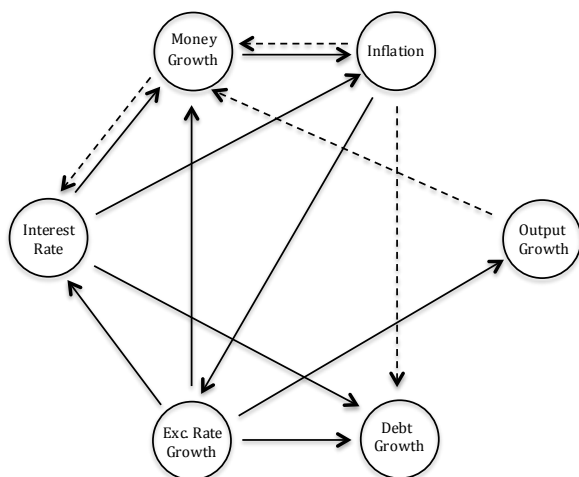 Money
Growth
Inflation
Interest
Rate
Output
Growth
Exc. Rate
Growth
Debt
Growth